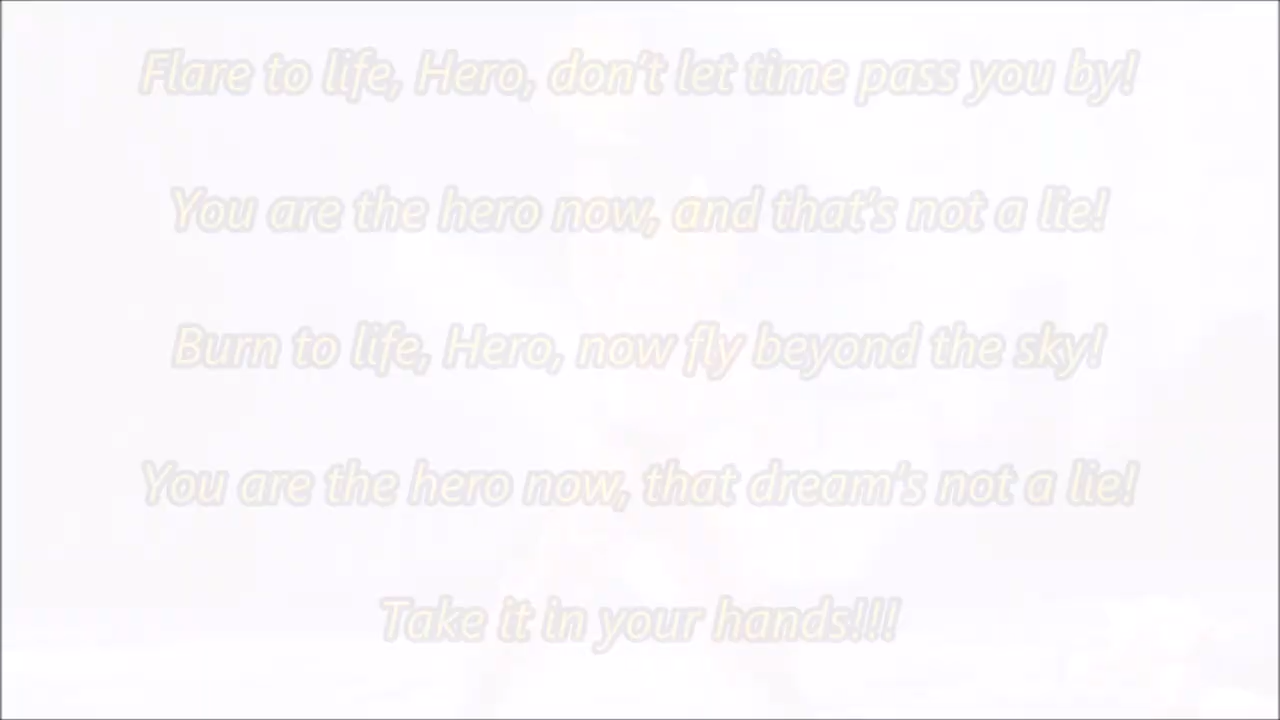 Flare to life, Hero, don't let time pass you by!
You are the hero now, and that's not a lie!
Burn to life, Hero, now fly beyond the sky!
You are the hero now, that dream's not a lie!
Take it in your hands!!!